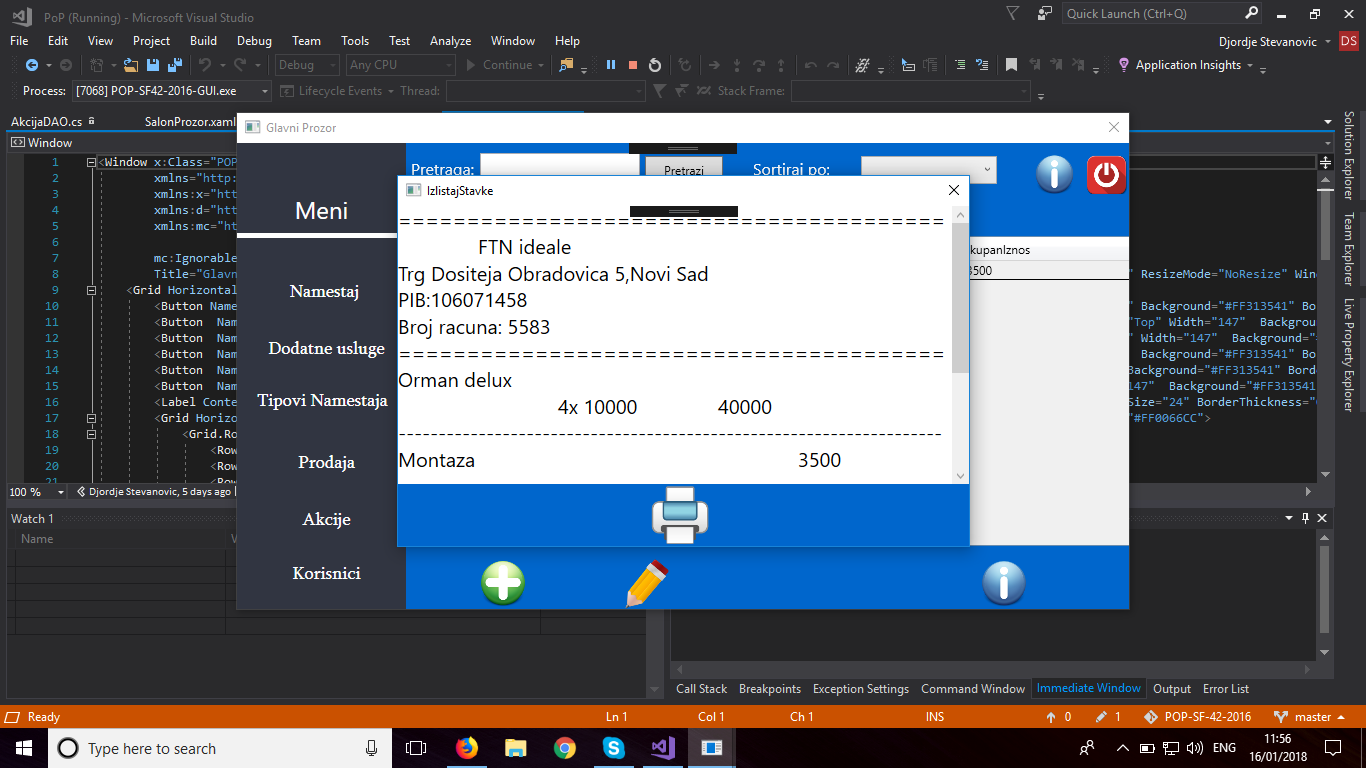 PoP (Running) - Microsoft Visual Studio
Quick Launch (Ctrl+Q)
File Edit View Project Build Debug Team Tools Test Analyze Window Help
Djordje Stevanovic DS
Debug Any CPU Continue Application Insights
Process: [7068] POP-SF42-2016-GUI.exe Lifecycle Events Thread: Stack Frame:
AkcijaDAO.cs SalonProzor.xaml
Window
Glavni Prozor
Meni
Namestaj
Dodatne usluge
Tipovi Namestaja
Prodaja
Akcije
Korisnici
Pretraga: Pretrazi Sortiraj po:
kupanIznos
3500
IzlistajStavke
========================================
FTN ideale
Trg Dositeja Obradovica 5,Novi Sad
PIB:106071458
Broj racuna: 5583
========================================
Orman delux
4x 10000 40000
--------------------------------------------------------------------
Montaza 3500
1 <Window x:Class="POP
2 xmlns="http:
3 xmlns:x="htt
4 xmlns:d="htt
5 xmlns:mc="ht
6
7 mc:Ignorable
8 Title="Glavn " ResizeMode="NoResize" Win
9 <Grid Horizontal
10 <Button Name Background="#FF313541" Bo
11 <Button Nam "Top" Width="147" Backgroun
12 <Button Nam " Width="147" Background=
13 <Button Nam Background="#FF313541" Bo
14 <Button Nam Background="#FF313541" Bord
15 <Button Nam 147" Background="#FF31354
16 <Label Conte Size="24" BorderThickness="
17 <Grid Horizo "#FF0066CC">
18 <Grid.Ro
19 <Row
20 <Row
21 <Row
100 % Djordje Stevanovic, 5 days ago
Solution Explorer
Team Explorer
Live Property Explorer
Watch 1
Name
Call Stack Breakpoints Exception Settings Command Window Immediate Window Output Error List
Ready Ln 1 Col 1 Ch 1 INS 0 1 POP-SF-42-2016 master
Type here to search
ENG
11:56
16/01/2018